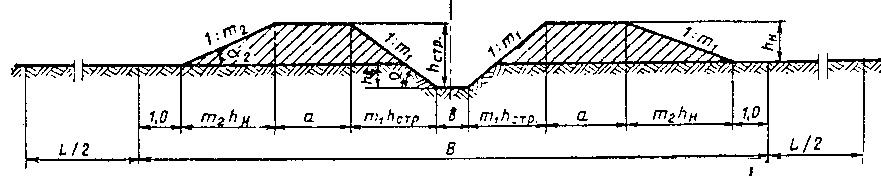 1:m₂ 1:m₁ hстр. 1:m₁ 1:m₁ hн
α₂ hв α
1,0 m₂hн a m₁hстр в m₁hстр. a m₂hн 1,0
L/2 B L/2